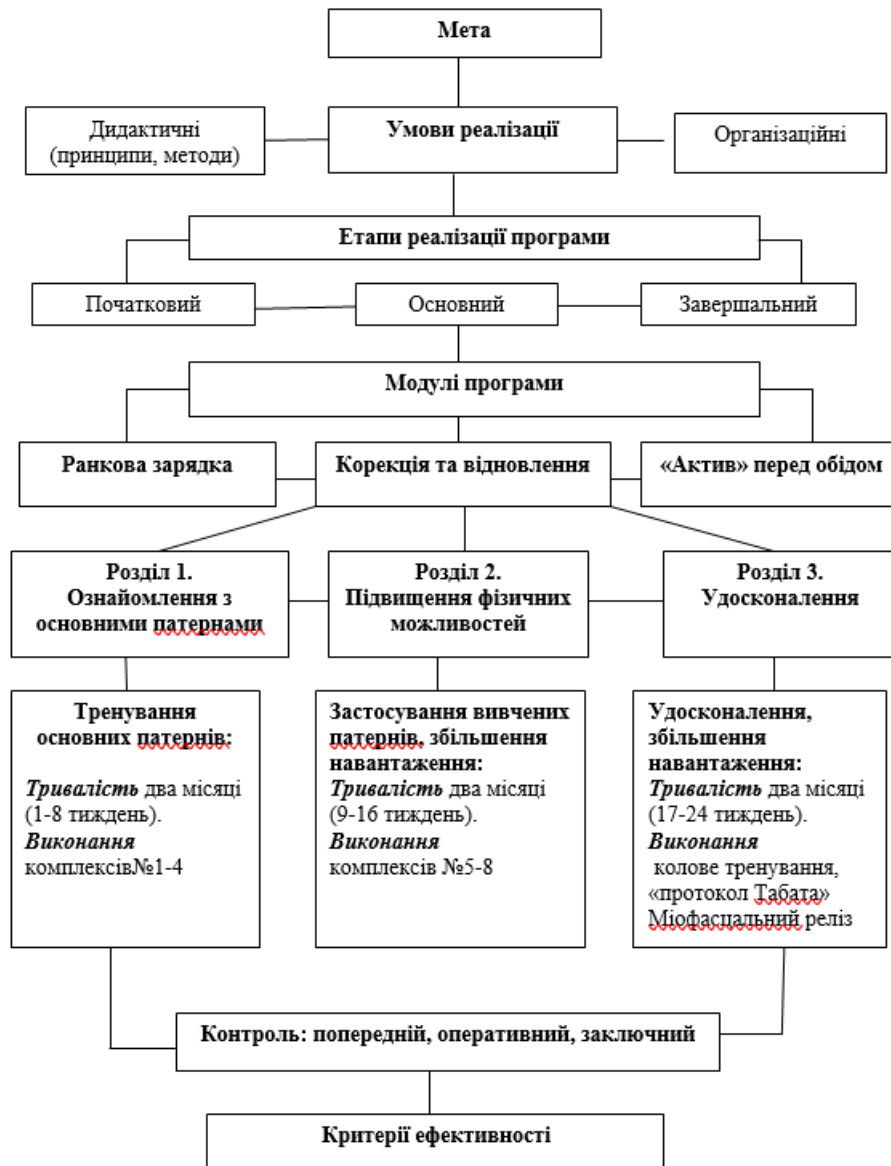 Мета
Дидактичні
(принципи, методи)
Умови реалізації
Організаційні
Етапи реалізації програми
Початковий
Основний
Завершальний
Модулі програми
Ранкова зарядка
Корекція та відновлення
«Актив» перед обідом
Розділ 1.
Ознайомлення з
основними патернами
Розділ 2.
Підвищення фізичних
можливостей
Розділ 3.
Удосконалення
Тренування
основних патернів:
Тривалість два місяці
(1-8 тиждень).
Виконання
комплексів№1-4
Застосування вивчених
патернів, збільшення
навантаження:
Тривалість два місяці
(9-16 тиждень).
Виконання
комплексів №5-8
Удосконалення,
збільшення
навантаження:
Тривалість два місяці
(17-24 тиждень).
Виконання
колове тренування,
«протокол Табата»
Міофасцальний реліз
Контроль: попередній, оперативний, заключний
Критерії ефективності